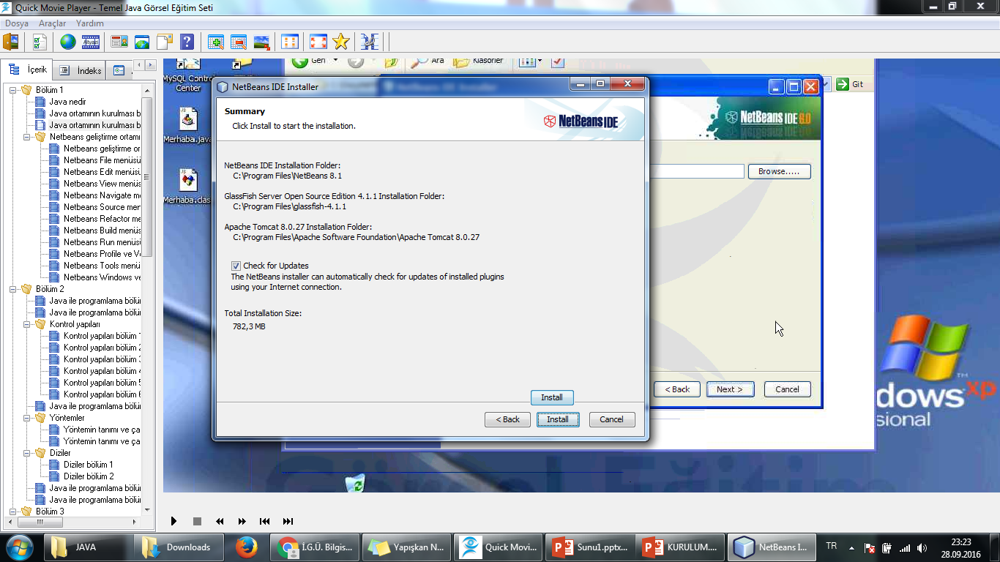 Quick Movie Player - Temel Java Görsel Eğitim Seti
Dosya Araçlar Yardım
Altyazı
İçerik
İndeks
Bölüm 1
Java nedir
Java ortamının kurulması b
Java ortamının kurulması b
Netbeans geliştirme ortamı
Netbeans geliştirme or
Netbeans File menüsü
Netbeans Edit menüsü
Netbeans View menüs
Netbeans Navigate me
Netbeans Source men
Netbeans Refactor me
Netbeans Build menüs
Netbeans Run menüsü
Netbeans Profile ve Ve
Netbeans Tools menü
Netbeans Windows ve
Bölüm 2
Java ile programlama bölü
Java ile programlama bölü
Kontrol yapıları
Kontrol yapıları bölüm 1
Kontrol yapıları bölüm 2
Kontrol yapıları bölüm 3
Kontrol yapıları bölüm 4
Kontrol yapıları bölüm 5
Kontrol yapıları bölüm 6
Java ile programlama bölü
Yöntemler
Yöntemin tanımı ve ça
Yöntemin tanımı ve ça
Diziler
Diziler bölüm 1
Diziler bölüm 2
Java ile programlama bölü
Java ile programlama bölü
Bölüm 3
MySQL Contro
Center
Merhaba.java
Merhaba.clas
Geri
Ara
Klasörler
Git
NetBeans IDE Installer
Summary
Click Install to start the installation.
NetBeans IDE
NetBeans IDE Installation Folder:
C:\Program Files\NetBeans 8.1
GlassFish Server Open Source Edition 4.1.1 Installation Folder:
C:\Program Files\glassfish-4.1.1
Apache Tomcat 8.0.27 Installation Folder:
C:\Program Files\Apache Software Foundation\Apache Tomcat 8.0.27
Check for Updates
The NetBeans installer can automatically check for updates of installed plugins
using your Internet connection.
Total Installation Size:
782,3 MB
Install
< Back Install Cancel
NetBeans IDE 6.0
Browse.....
< Back Next > Cancel
dows xp
TM
sional
Görsel Eğitim
JAVA
Downloads
İ.G.Ü. Bilgis...
Yapışkan N...
Quick Movi...
Sunu1.pptx...
KURULUM....
NetBeans I...
TR
23:23
28.09.2016